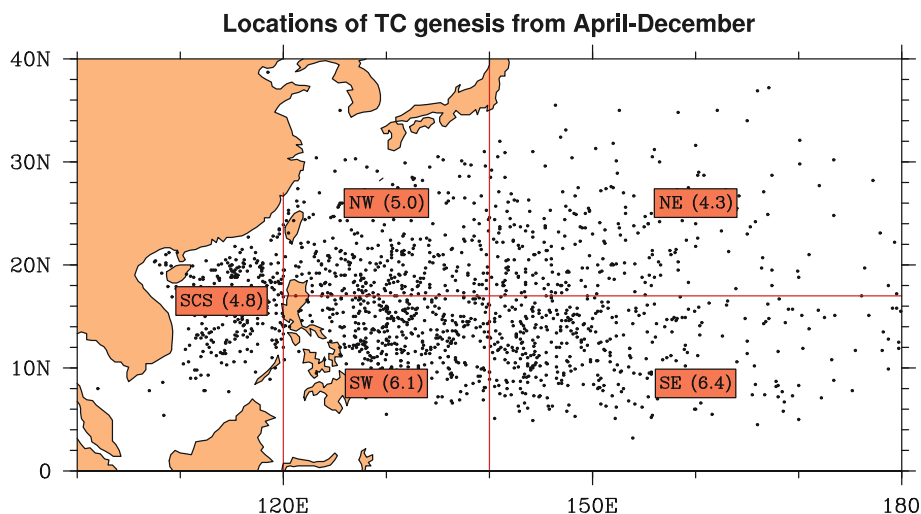 Locations of TC genesis from April-December
40N
30N
NW (5.0)
NE (4.3)
20N
SCS (4.8)
10N
SW (6.1)
SE (6.4)
0
120E
150E
180